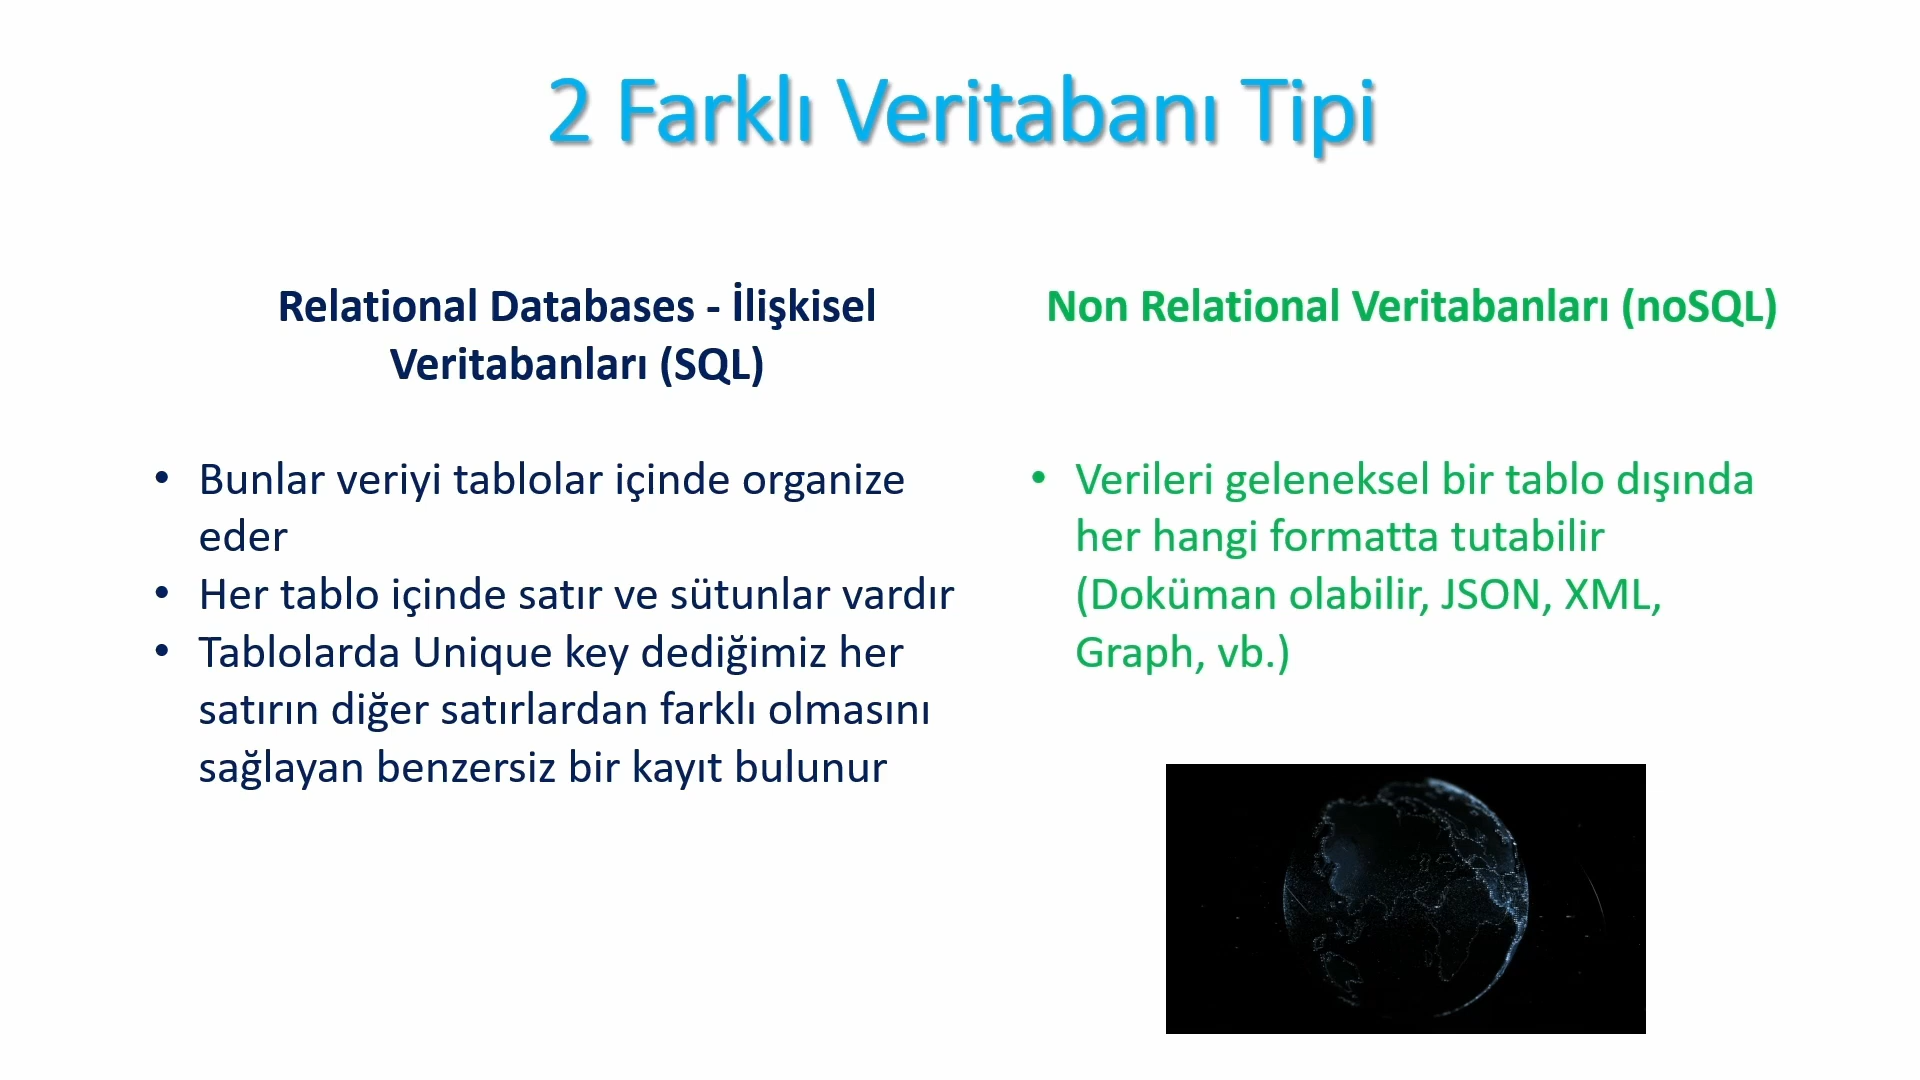 2 Farklı Veritabanı Tipi
Relational Databases - İlişkisel
Veritabanları (SQL)
• Bunlar veriyi tablolar içinde organize
eder
• Her tablo içinde satır ve sütunlar vardır
• Tablolarda Unique key dediğimiz her
satırın diğer satırlardan farklı olmasını
sağlayan benzersiz bir kayıt bulunur
Non Relational Veritabanları (noSQL)
• Verileri geleneksel bir tablo dışında
her hangi formatta tutabilir
(Doküman olabilir, JSON, XML,
Graph, vb.)